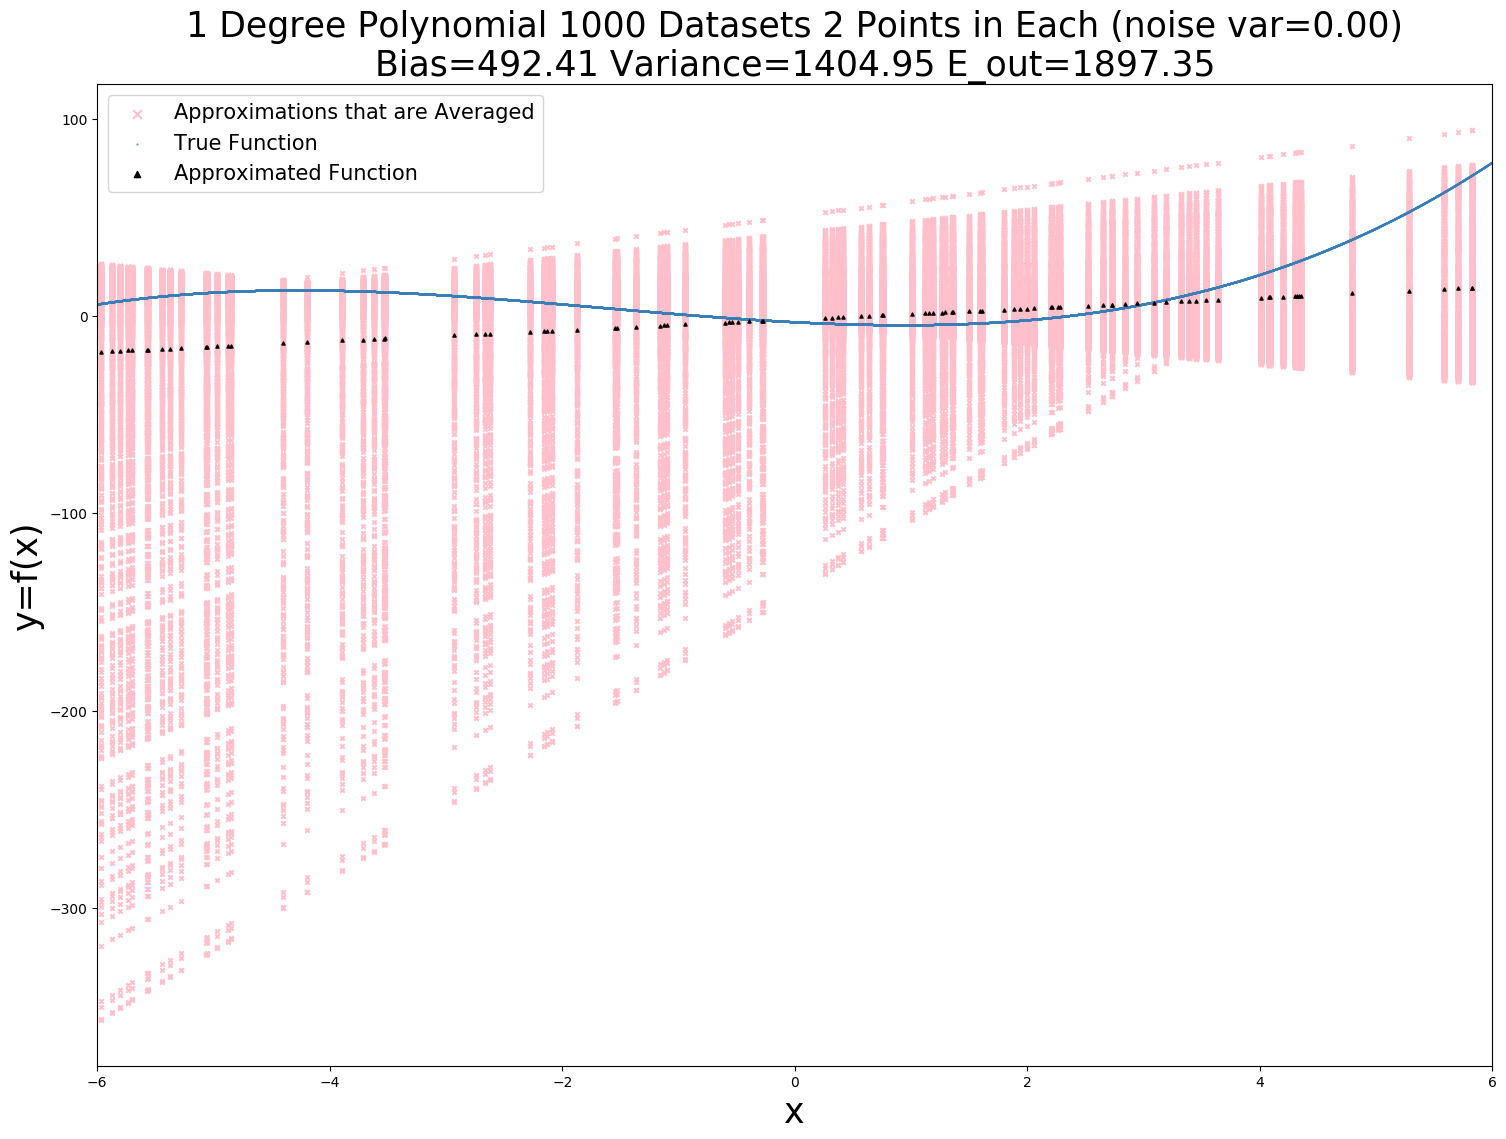 1 Degree Polynomial 1000 Datasets 2 Points in Each (noise var=0.00)
Bias=492.41 Variance=1404.95 E_out=1897.35
Approximations that are Averaged
True Function
Approximated Function
y=f(x)
100
0
−100
−200
−300
−6 −4 −2 0 2 4 6
x